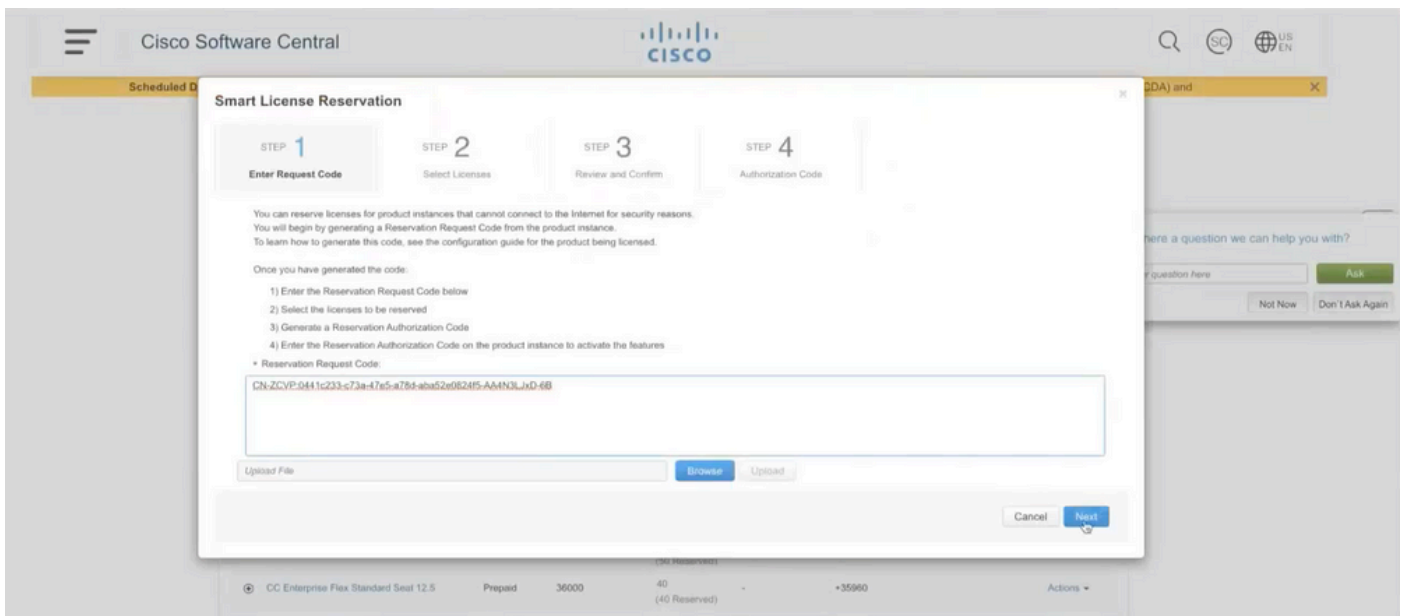 Cisco Software Central
CISCO
SC
US
EN
Scheduled D
CDA) and
Smart License Reservation
STEP 1
Enter Request Code
STEP 2
Select Licenses
STEP 3
Review and Confirm
STEP 4
Authorization Code
You can reserve licenses for product instances that cannot connect to the Internet for security reasons.
You will begin by generating a Reservation Request Code from the product instance.
To learn how to generate this code, see the configuration guide for the product being licensed.
Once you have generated the code:
1) Enter the Reservation Request Code below
2) Select the licenses to be reserved
3) Generate a Reservation Authorization Code
4) Enter the Reservation Authorization Code on the product instance to activate the features
* Reservation Request Code:
CN-ZCVP:0441c233-c73a-47e5-a78d-aba52e0824f5-AA4N3LJxD-6B
Upload File
Browse
Upload
Cancel
Next
here a question we can help you with?
question here
Ask
Not Now
Don't Ask Again
CC Enterprise Flex Standard Seat 12.5
Prepaid
36000
40
(40 Reserved)
-
+35960
Actions